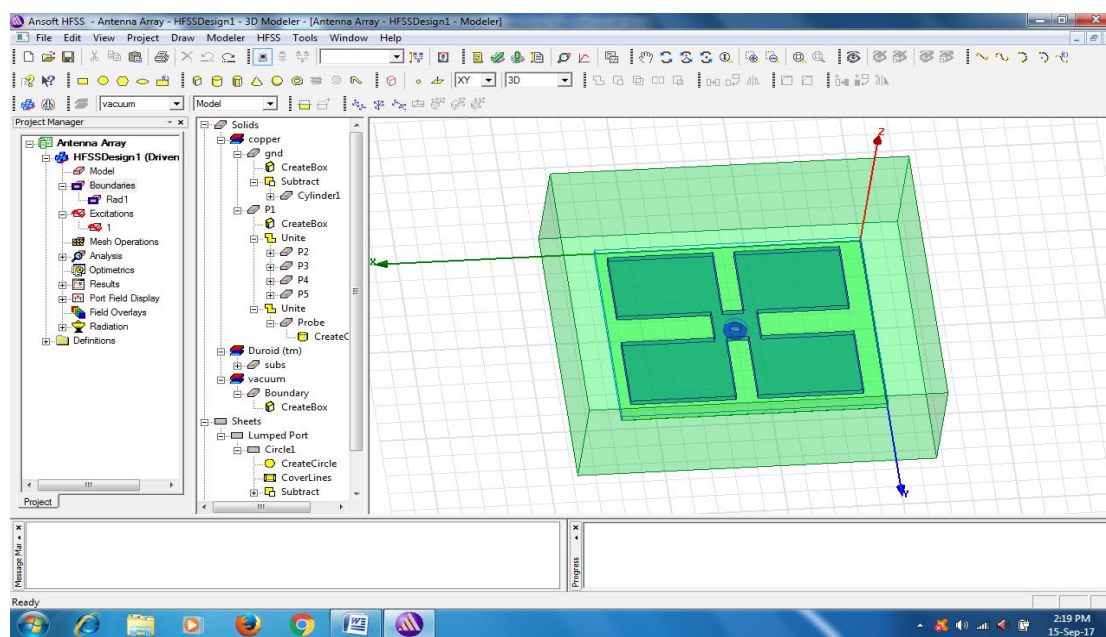 Ansoft HFSS - Antenna Array - HFSSDesign1 - 3D Modeler - [Antenna Array - HFSSDesign1 - Modeler]
File Edit View Project Draw Modeler HFSS Tools Window Help
XY 3D
vacuum Model
Project Manager
Antenna Array
HFSSDesign1 (Driven
Model
Boundaries
Rad1
Excitations
1
Mesh Operations
Analysis
Optimetrics
Results
Port Field Display
Field Overlays
Radiation
Definitions
Project
Solids
copper
gnd
CreateBox
Subtract
Cylinder1
P1
CreateBox
Unite
P2
P3
P4
P5
Unite
Probe
CreateC
Duroid (tm)
subs
vacuum
Boundary
CreateBox
Sheets
Lumped Port
Circle1
CreateCircle
CoverLines
Subtract
Z
X
Y
Message Mar
Progress
Ready
2:19 PM
15-Sep-17